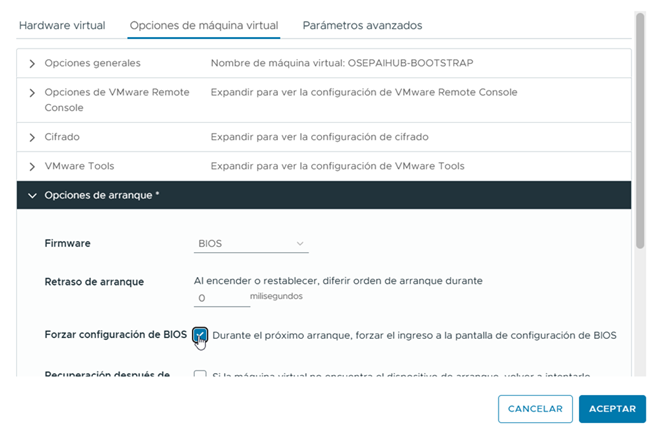 Hardware virtual Opciones de máquina virtual Parámetros avanzados
Opciones generales Nombre de máquina virtual: OSEPAIHUB-BOOTSTRAP
Opciones de VMware Remote Expandir para ver la configuración de VMware Remote Console
Console
Cifrado Expandir para ver la configuración de cifrado
VMware Tools Expandir para ver la configuración de VMware Tools
Opciones de arranque *
Firmware BIOS
Retraso de arranque Al encender o restablecer, diferir orden de arranque durante
0 milisegundos
Forzar configuración de BIOS Durante el próximo arranque, forzar el ingreso a la pantalla de configuración de BIOS
Recuperación después de Si la máquina virtual no encuentra el dispositivo de arranque, volver a intentarlo
CANCELAR ACEPTAR